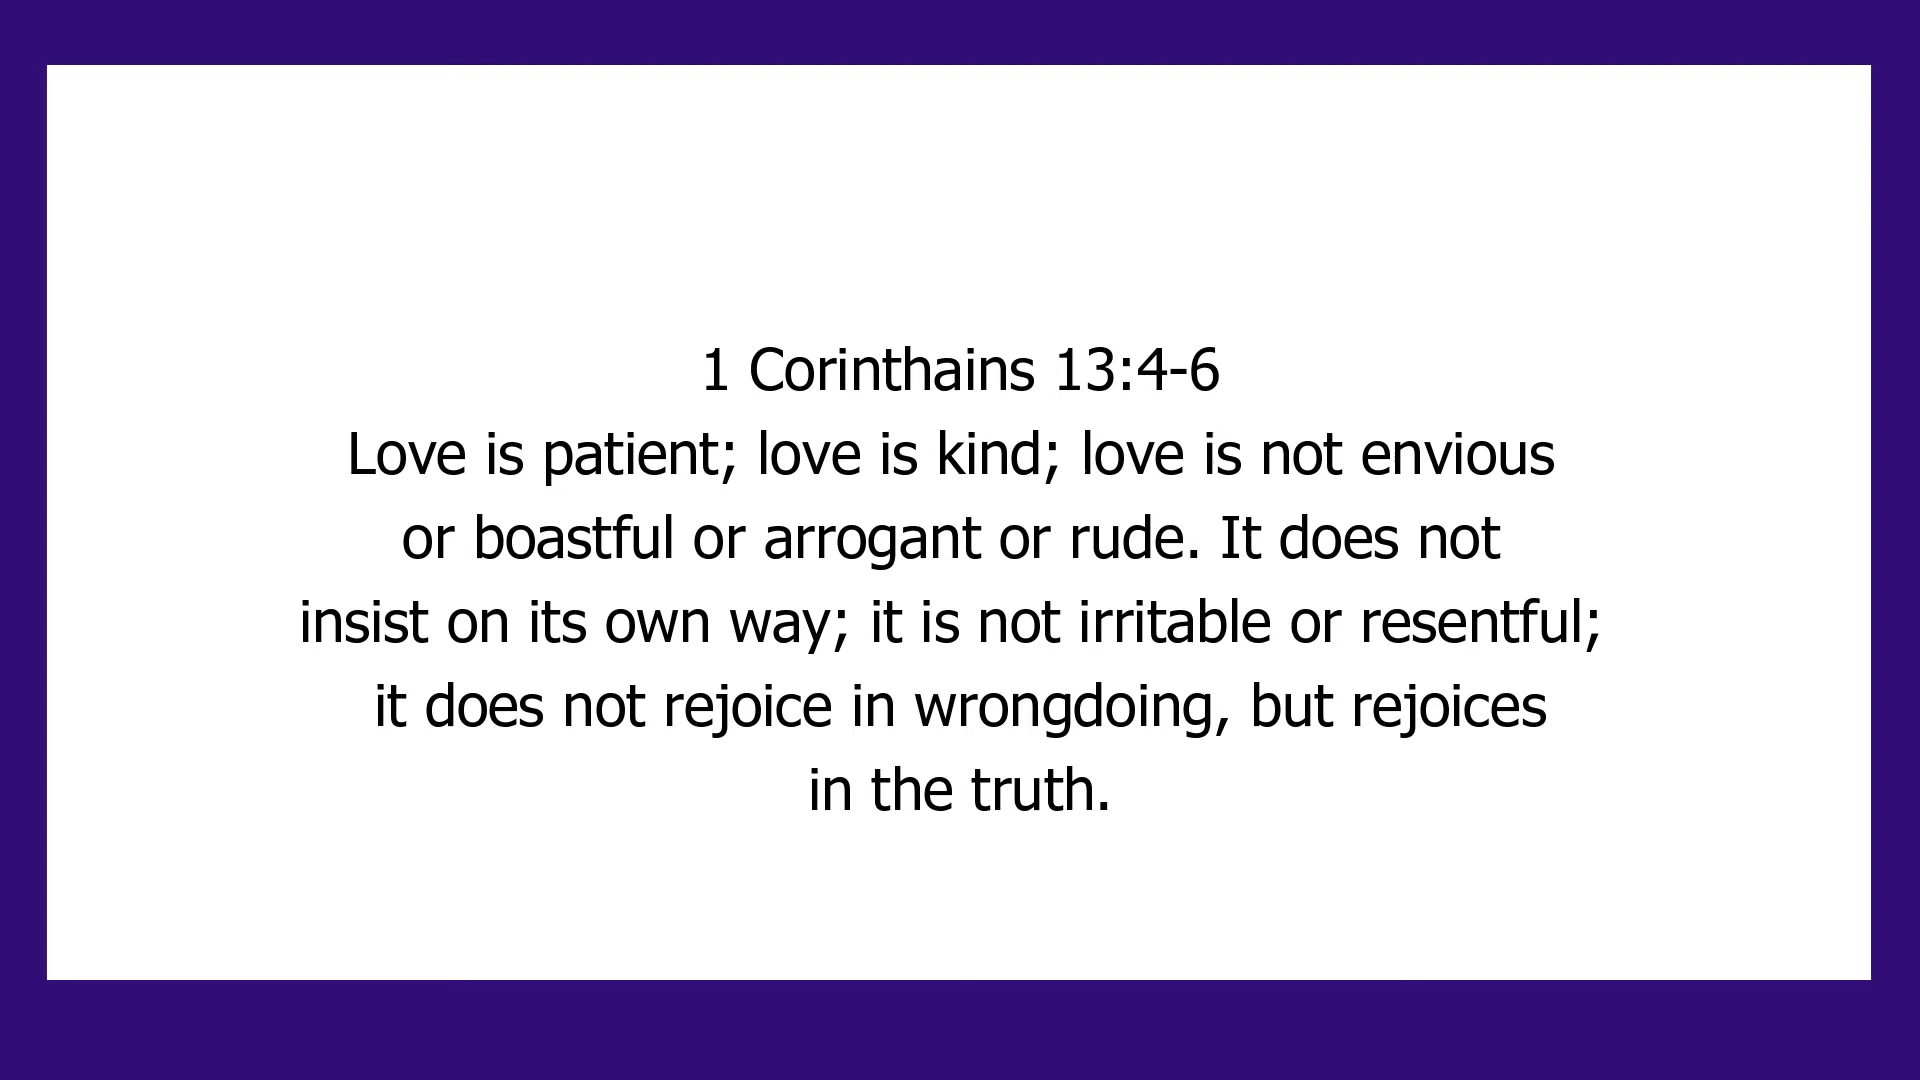 1 Corinthains 13:4-6
Love is patient; love is kind; love is not envious
or boastful or arrogant or rude. It does not
insist on its own way; it is not irritable or resentful;
it does not rejoice in wrongdoing, but rejoices
in the truth.